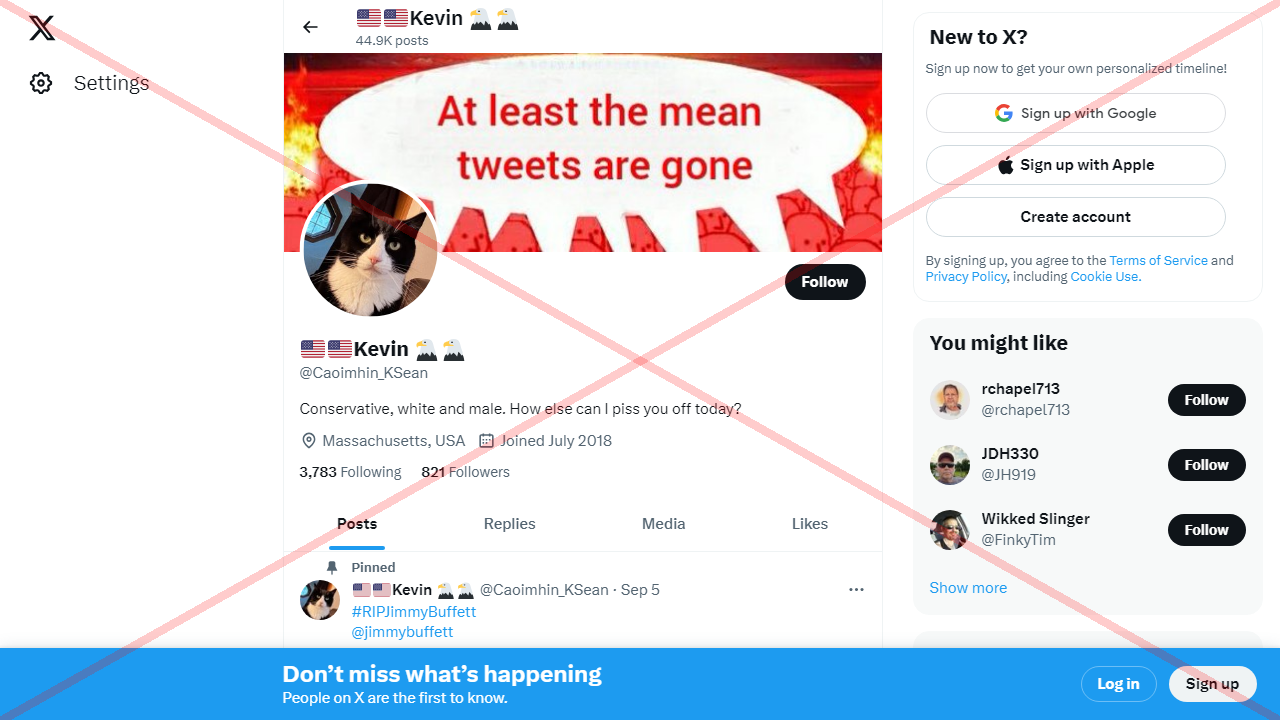 🇺🇸🇺🇸Kevin
44.9K posts
Settings
At least the mean
tweets are gone
Follow
🇺🇸🇺🇸Kevin
@Caoimhin_KSean
Conservative, white and male. How else can I piss you off today?
Massachusetts, USA Joined July 2018
3,783 Following 821 Followers
Posts Replies Media Likes
Pinned
🇺🇸🇺🇸Kevin @Caoimhin_KSean · Sep 5
#RIPJimmyBuffett
@jimmybuffett
New to X?
Sign up now to get your own personalized timeline!
Sign up with Google
Sign up with Apple
Create account
By signing up, you agree to the Terms of Service and
Privacy Policy, including Cookie Use.
You might like
rchapel713
@rchapel713
Follow
JDH330
@JH919
Follow
Wikked Slinger
@FinkyTim
Follow
Show more
Don’t miss what’s happening
People on X are the first to know.
Log in
Sign up